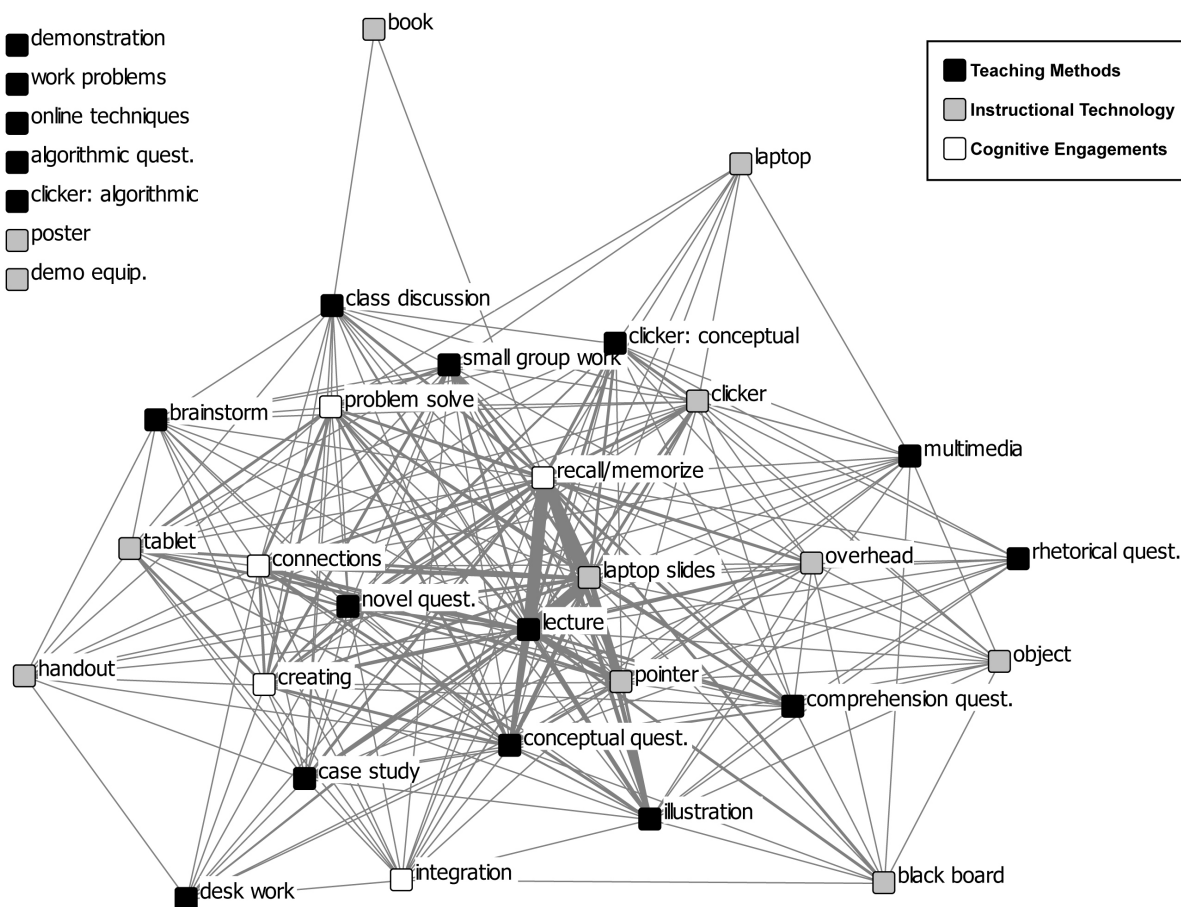 book
demonstration
work problems
online techniques
algorithmic quest.
clicker: algorithmic
poster
demo equip.
Teaching Methods
Instructional Technology
Cognitive Engagements
laptop
class discussion
clicker: conceptual
small group work
problem solve
clicker
brainstorm
multimedia
recall/memorize
tablet
connections
laptop slides
overhead
rhetorical quest.
novel quest.
lecture
handout
creating
pointer
object
comprehension quest.
conceptual quest.
case study
illustration
integration
black board
desk work